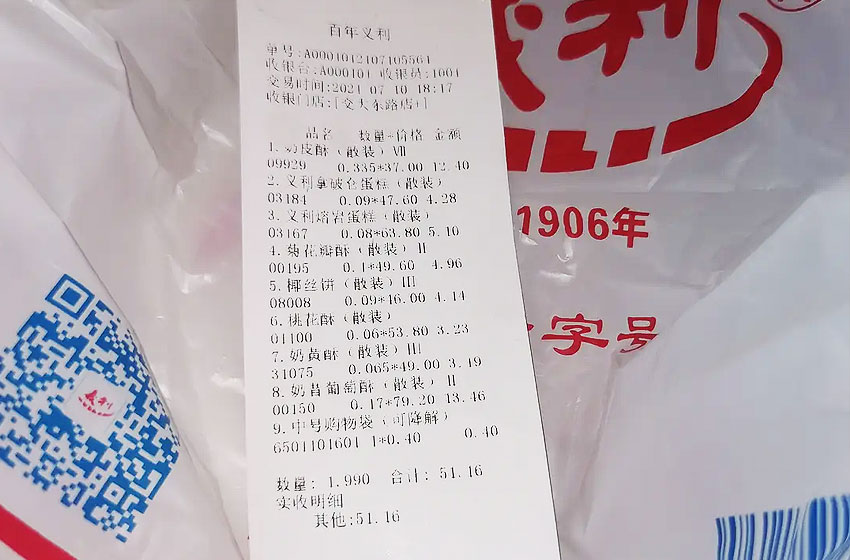 百年义利
单号:A00010121071055​64
收银台:A000101 收银员:1001
交易时间:2021-07-10 18:17
收银门店:[交大东路店)]
品名 数量*价格 金额
1.奶皮酥(散装)VII
09929 0.335*37.00 12.40
2.义利拿破仑蛋糕(散装)
03184 0.09*47.60 4.28
3.义利熔岩蛋糕(散装)
03167 0.08*63.80 5.10
4.菊花瓣酥(散装)II
00195 0.1*49.60 4.96
5.椰丝饼(散装)III
08008 0.09*46.00 4.14
6.桃花酥(散装)
01100 0.06*53.80 3.23
7.奶黄酥(散装)III
31075 0.065*49.00 3.19
8.奶昔葡萄酥(散装) II
00150 0.17*79.20 13.46
9.中号购物袋(可降解)
6501101601 1*0.40 0.40
数量: 1.990 合计: 51.16
实收明细
其他:51.16
利
1906年
字号
义利